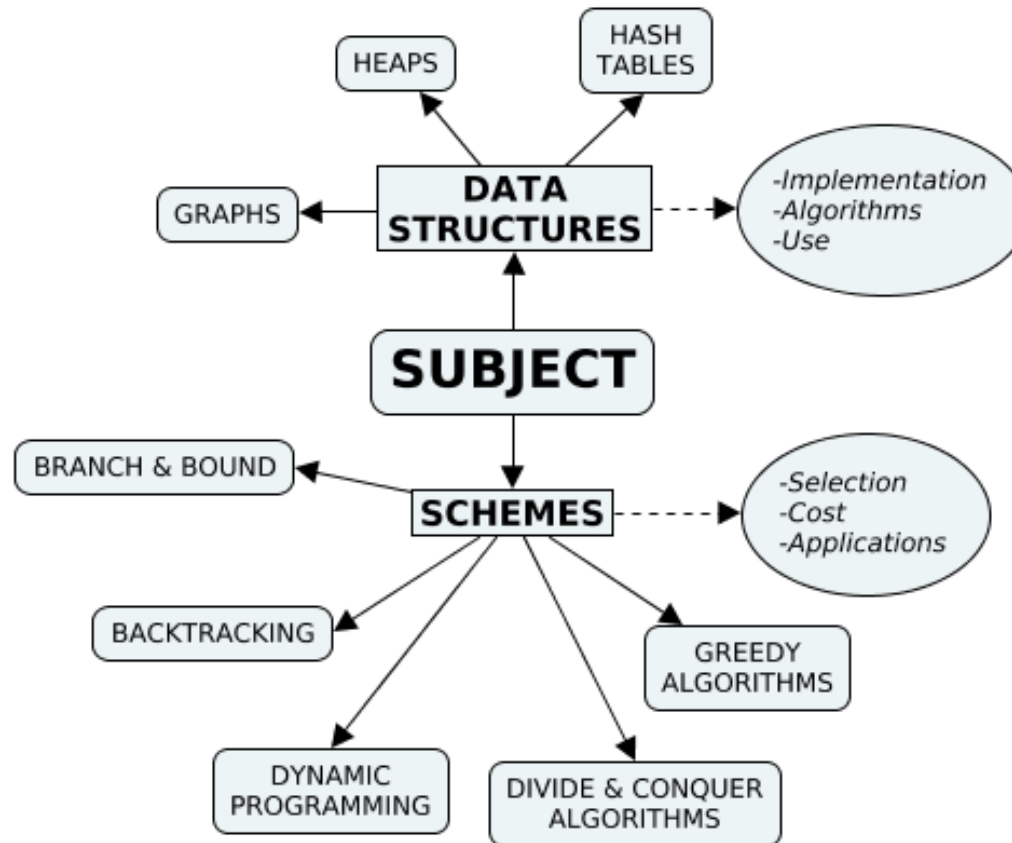 HEAPS
HASH
TABLES
GRAPHS
DATA
STRUCTURES
-Implementation
-Algorithms
-Use
SUBJECT
BRANCH & BOUND
SCHEMES
-Selection
-Cost
-Applications
BACKTRACKING
GREEDY
ALGORITHMS
DYNAMIC
PROGRAMMING
DIVIDE & CONQUER
ALGORITHMS